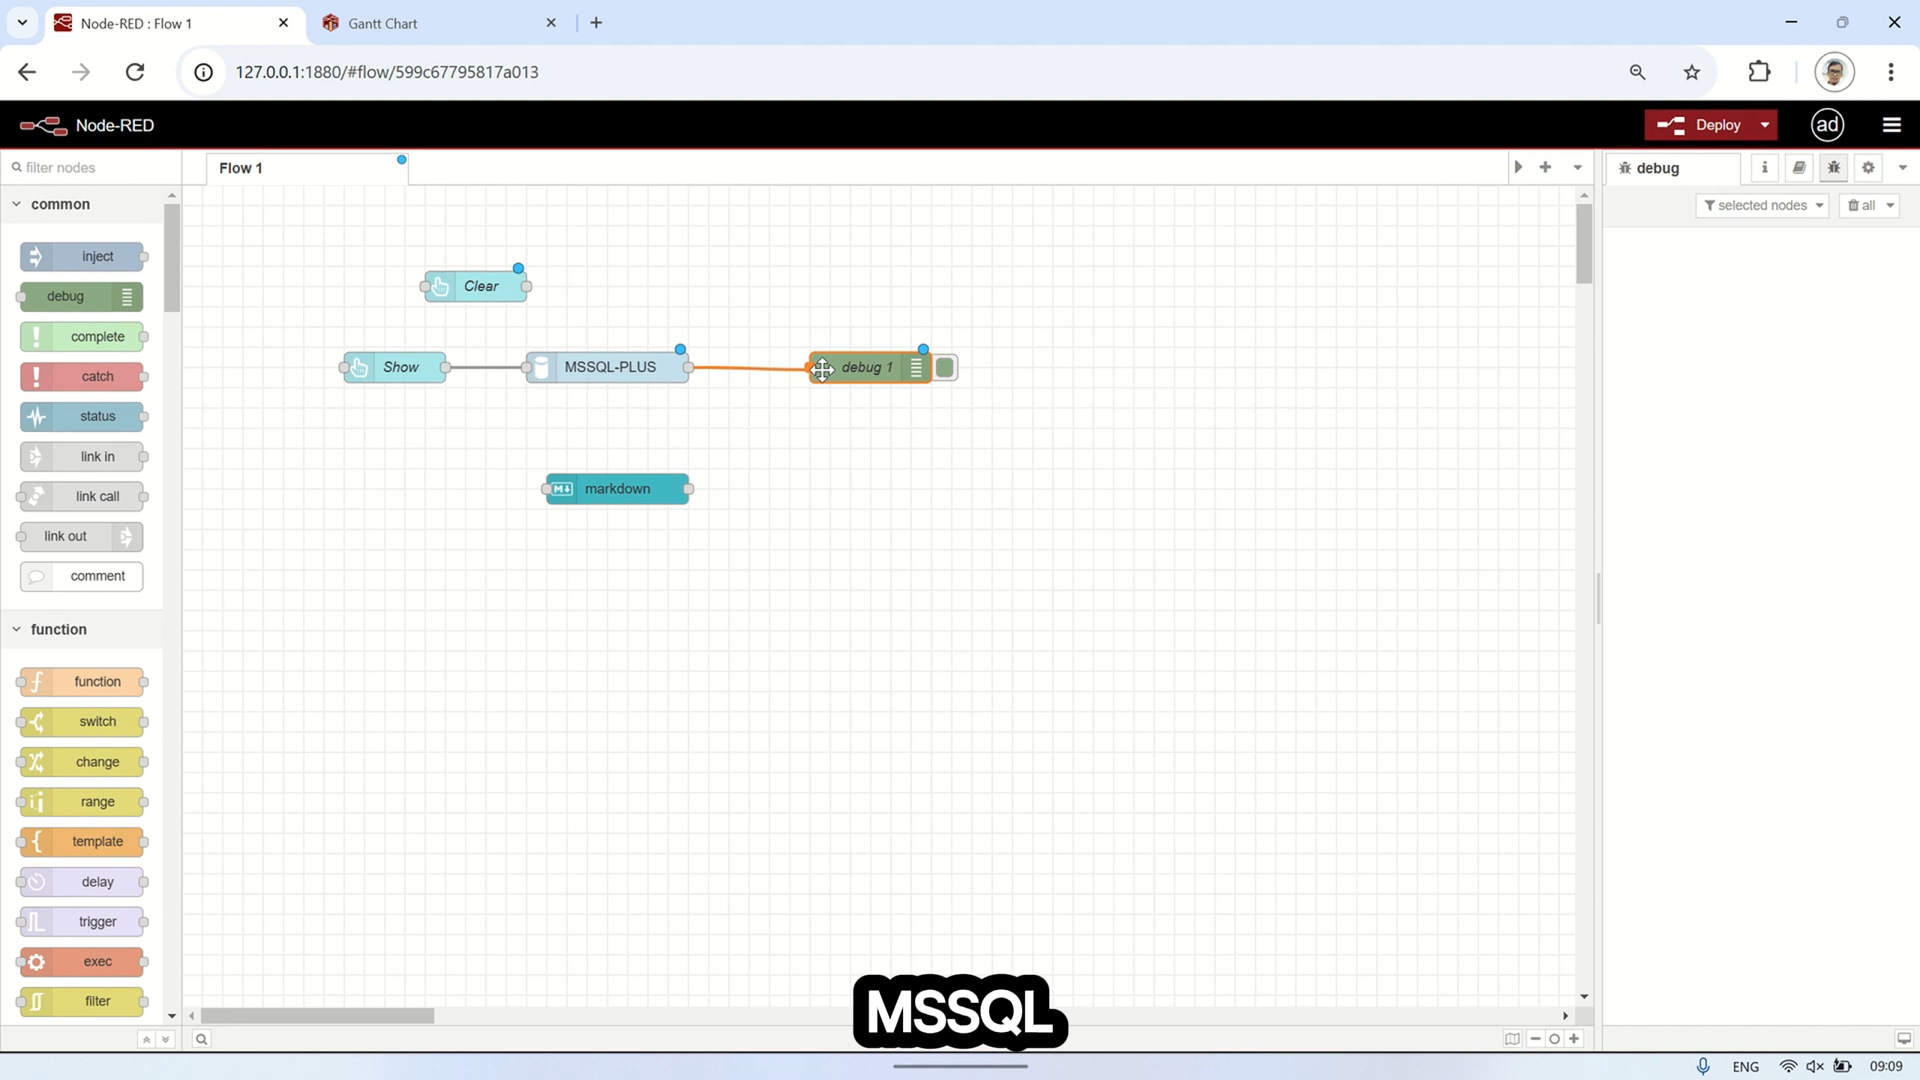 Node-RED : Flow 1
Gantt Chart
127.0.0.1:1880/#flow/599c67795817a013
Node-RED
Deploy
ad
filter nodes
Flow 1
debug
i
common
selected nodes
all
inject
debug
complete
catch
status
link in
link call
link out
comment
function
function
switch
change
range
template
delay
trigger
exec
filter
Clear
Show
MSSQL-PLUS
debug 1
M
markdown
MSSQL
ENG
09:09